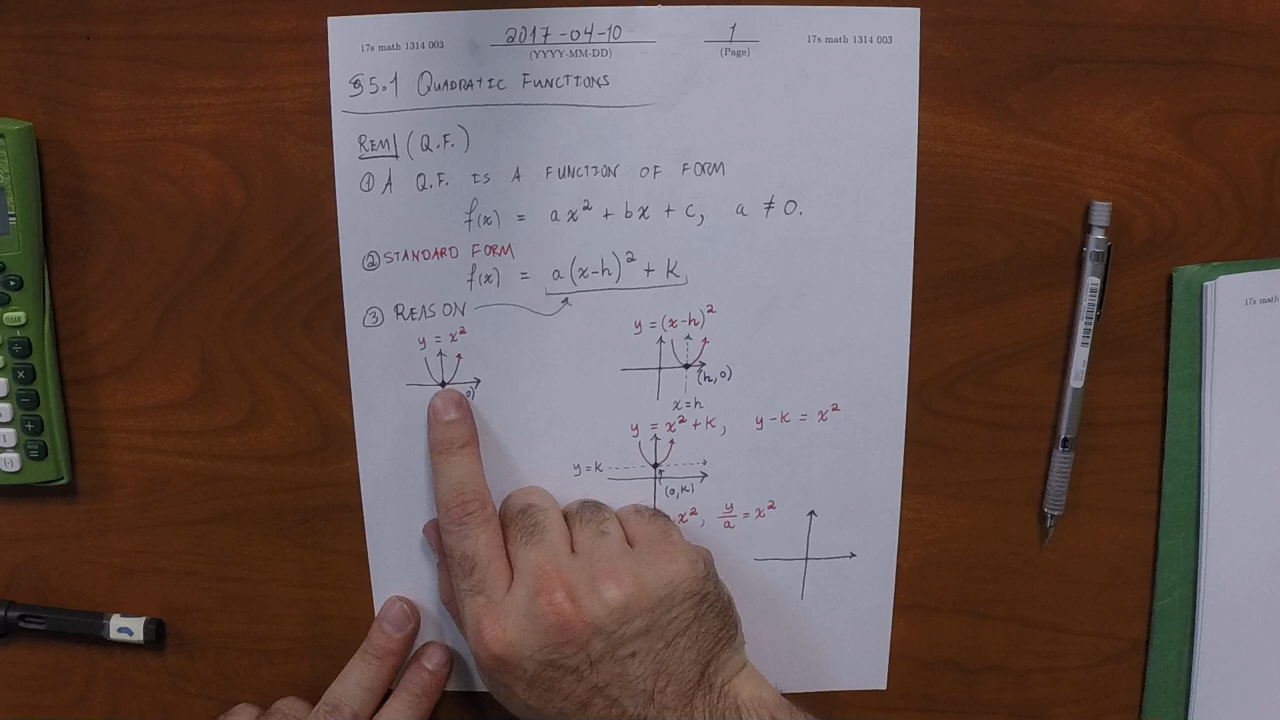 17s math 1314 003 2017-04-10 1 17s math 1314 003
(YYYY-MM-DD) (Page)
§5.1 QUADRATIC FUNCTIONS
REM (Q.F.)
① A Q.F. IS A FUNCTION OF FORM
f(x) = ax² + bx + c, a ≠ 0.
② STANDARD FORM
f(x) = a(x-h)² + k
③ REASON
y = x²
y = (x-h)²
(h,0)
x=h
y = x² + k, y-k = x²
y=k
(0,k)
x², y/a = x²
17s math